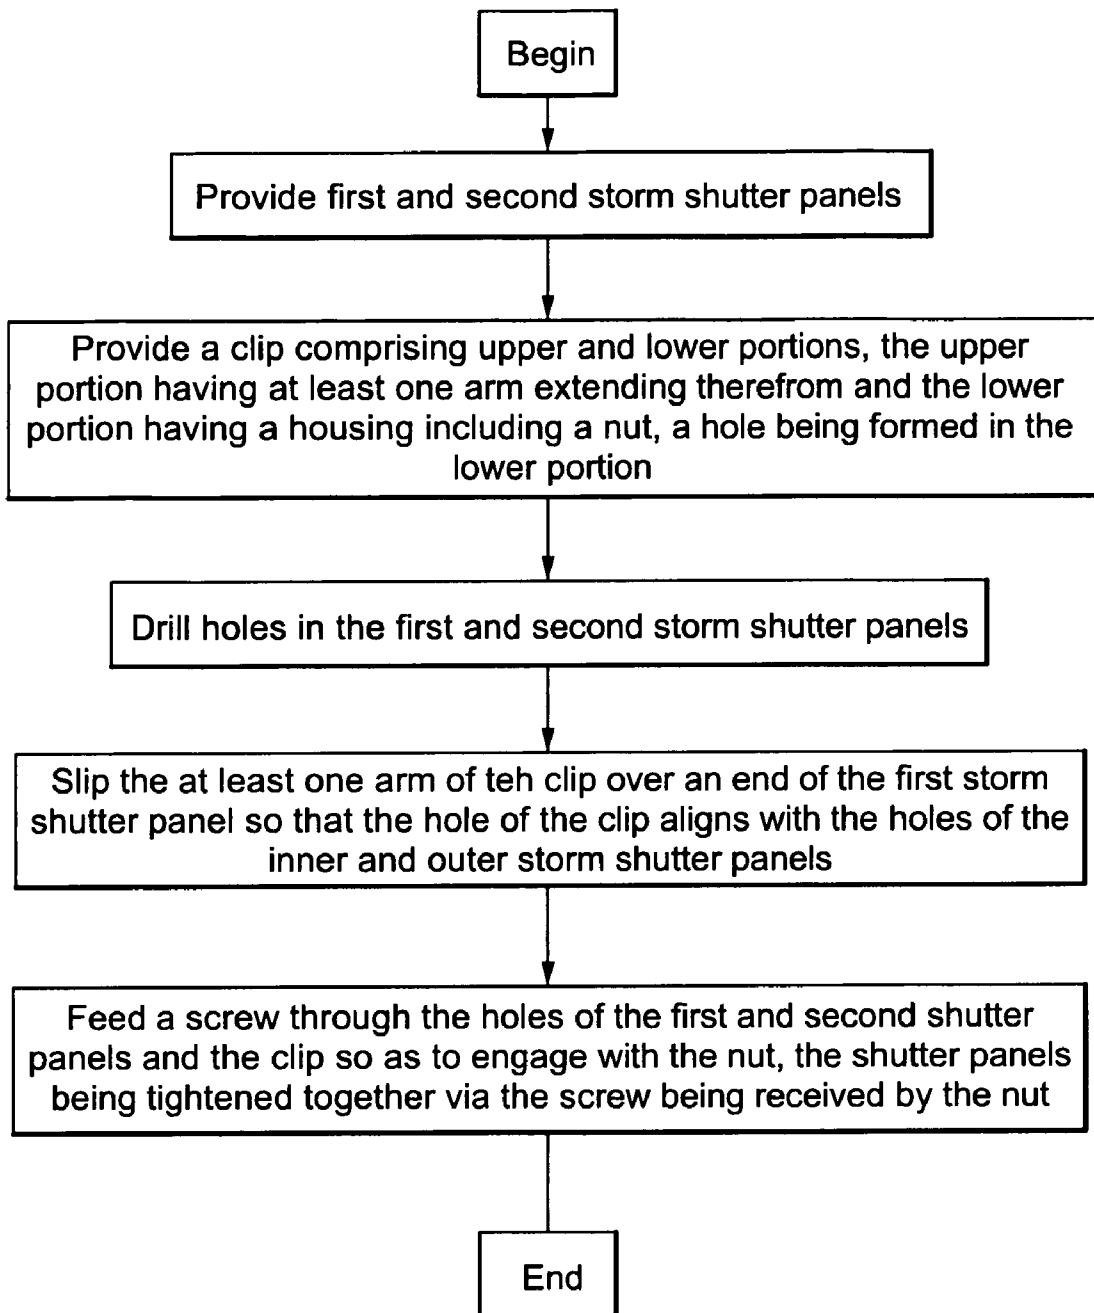 Begin
Provide first and second storm shutter panels
Provide a clip comprising upper and lower portions, the upper
portion having at least one arm extending therefrom and the lower
portion having a housing including a nut, a hole being formed in the
lower portion
Drill holes in the first and second storm shutter panels
Slip the at least one arm of teh clip over an end of the first storm
shutter panel so that the hole of the clip aligns with the holes of the
inner and outer storm shutter panels
Feed a screw through the holes of the first and second shutter
panels and the clip so as to engage with the nut, the shutter panels
being tightened together via the screw being received by the nut
End